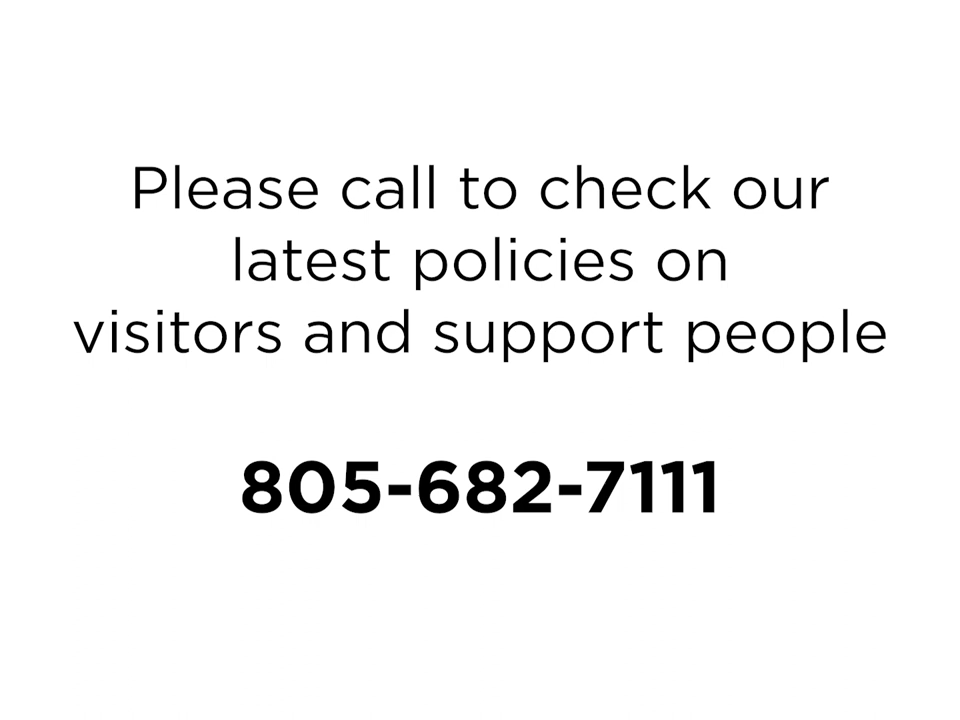 Please call to check our
latest policies on
visitors and support people
805-682-7111